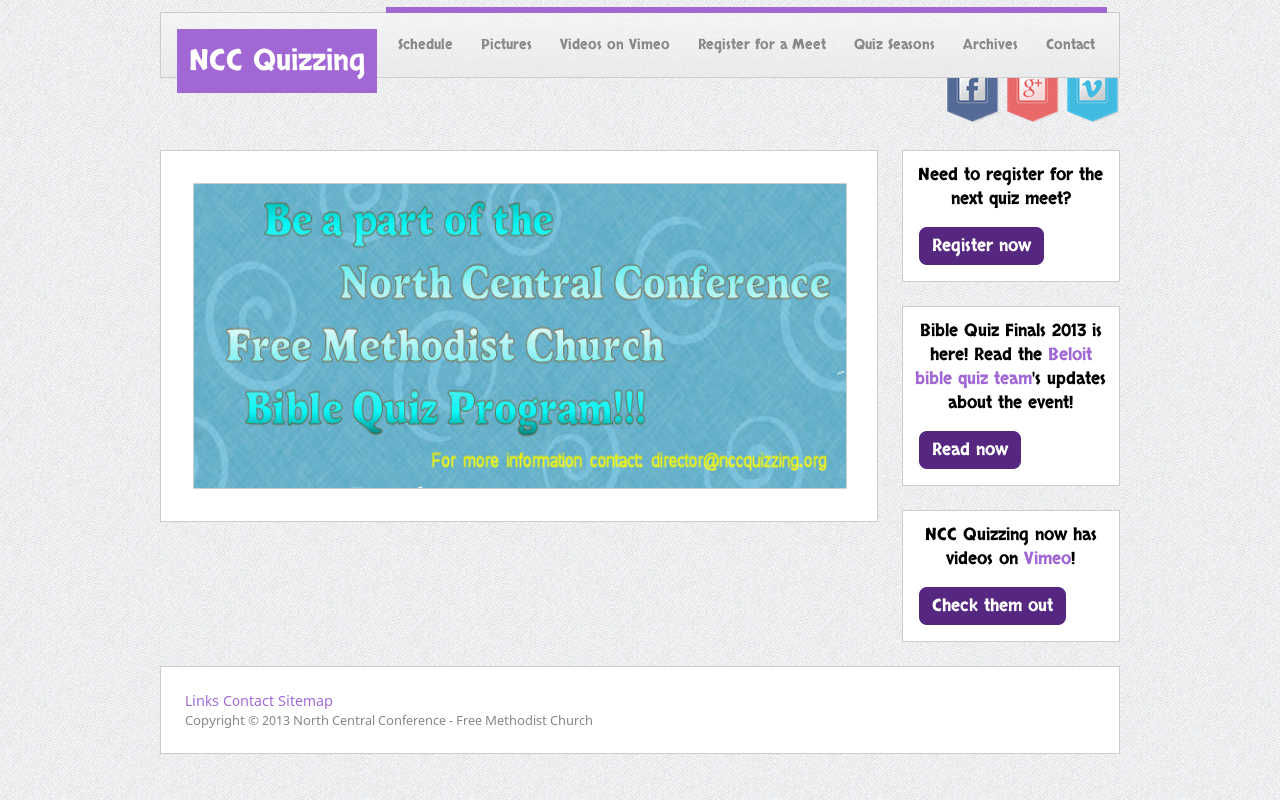 NCC Quizzing
Schedule Pictures Videos on Vimeo Register for a Meet Quiz Seasons Archives Contact
f g+ v
Be a part of the
North Central Conference
Free Methodist Church
Bible Quiz Program!!!
For more information contact: director@nccquizzing.org
Need to register for the
next quiz meet?
Register now
Bible Quiz Finals 2013 is
here! Read the Beloit
bible quiz team's updates
about the event!
Read now
NCC Quizzing now has
videos on Vimeo!
Check them out
Links Contact Sitemap
Copyright © 2013 North Central Conference - Free Methodist Church